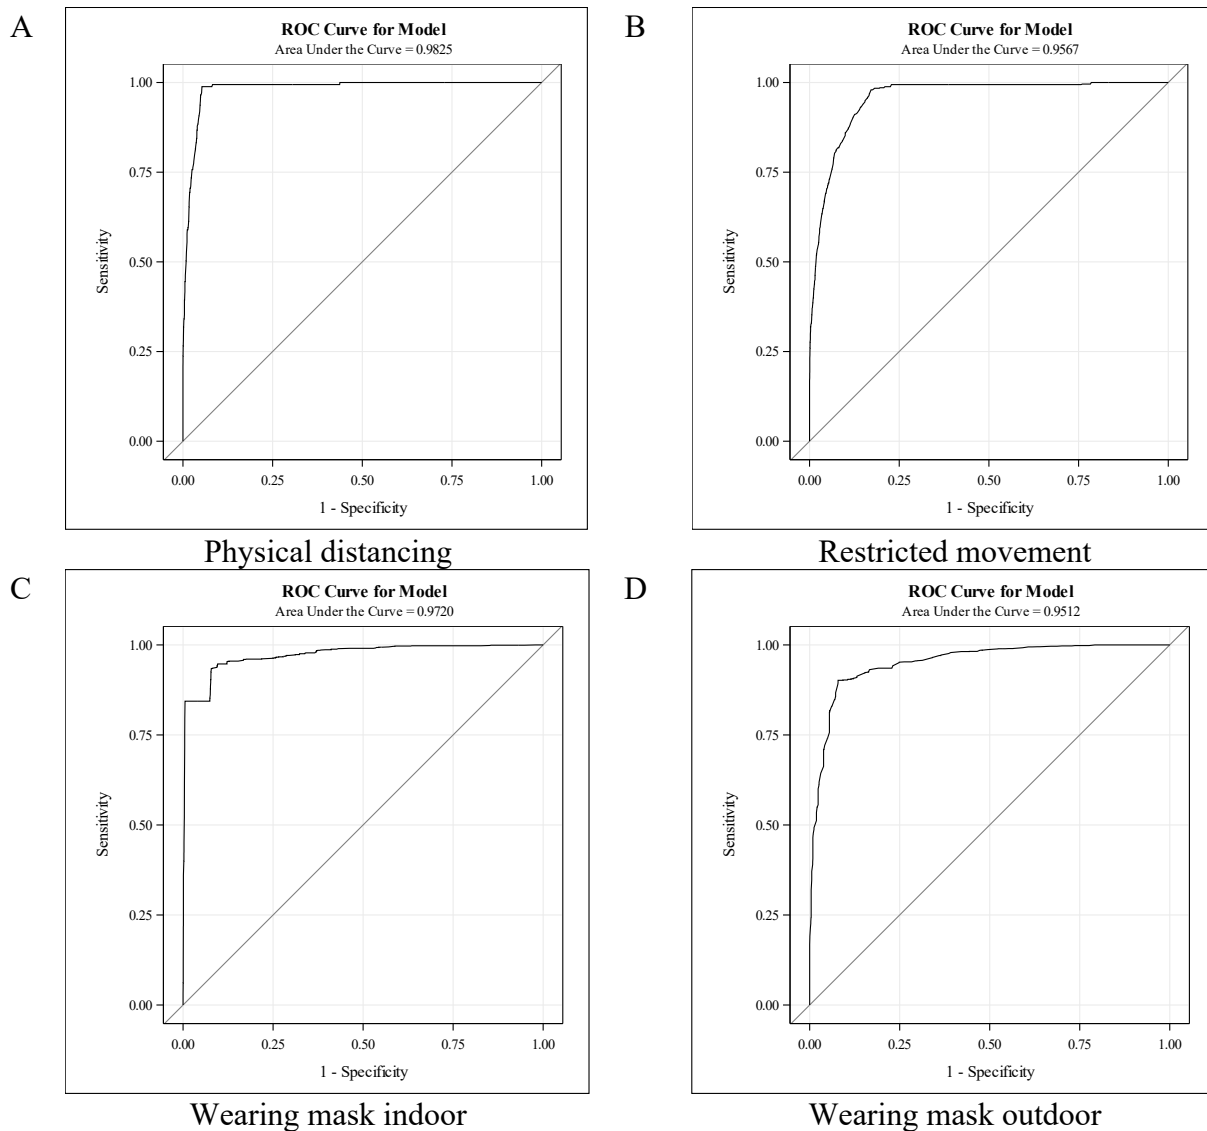 A
ROC Curve for Model
Area Under the Curve = 0.9825
1.00
0.75
0.50
0.25
0.00
Sensitivity
0.00 0.25 0.50 0.75 1.00
1 - Specificity
Physical distancing
B
ROC Curve for Model
Area Under the Curve = 0.9567
1.00
0.75
0.50
0.25
0.00
Sensitivity
0.00 0.25 0.50 0.75 1.00
1 - Specificity
Restricted movement
C
ROC Curve for Model
Area Under the Curve = 0.9720
1.00
0.75
0.50
0.25
0.00
Sensitivity
0.00 0.25 0.50 0.75 1.00
1 - Specificity
Wearing mask indoor
D
ROC Curve for Model
Area Under the Curve = 0.9512
1.00
0.75
0.50
0.25
0.00
Sensitivity
0.00 0.25 0.50 0.75 1.00
1 - Specificity
Wearing mask outdoor